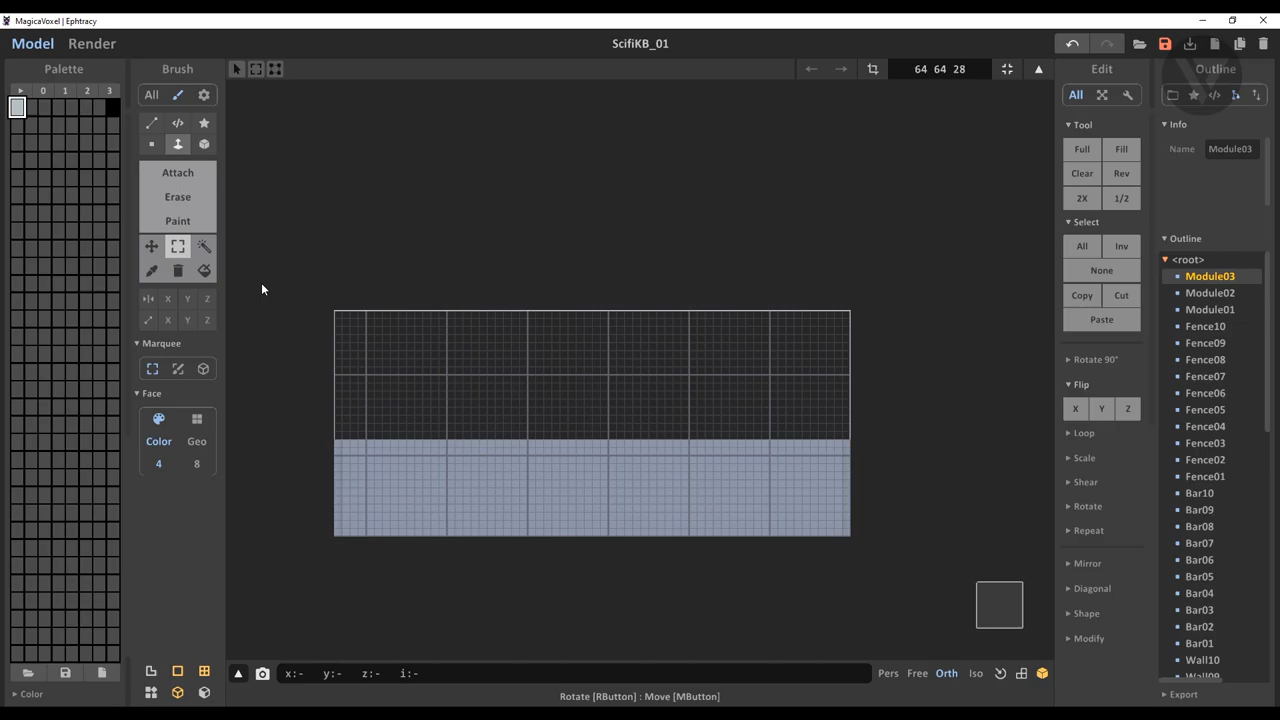 MagicaVoxel | Ephtracy
Model Render
ScifiKB_01
Palette
0 1 2 3
Color
Brush
All
Attach
Erase
Paint
X Y Z
X Y Z
Marquee
Face
Color Geo
4 8
64 64 28
x:- y:- z:- i:-
Pers Free Orth Iso
Rotate [RButton] : Move [MButton]
Edit
All
Tool
Full Fill
Clear Rev
2X 1/2
Select
All Inv
None
Copy Cut
Paste
Rotate 90°
Flip
X Y Z
Loop
Scale
Shear
Rotate
Repeat
Mirror
Diagonal
Shape
Modify
Outline
Info
Name Module03
Outline
<root>
Module03
Module02
Module01
Fence10
Fence09
Fence08
Fence07
Fence06
Fence05
Fence04
Fence03
Fence02
Fence01
Bar10
Bar09
Bar08
Bar07
Bar06
Bar05
Bar04
Bar03
Bar02
Bar01
Wall10
Wall09
Export